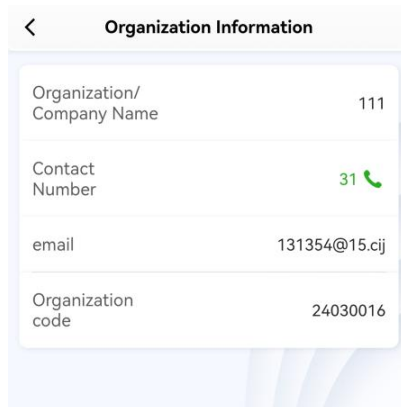 Organization Information
Organization/
Company Name
111
Contact
Number
31
email
131354@15.cij
Organization
code
24030016